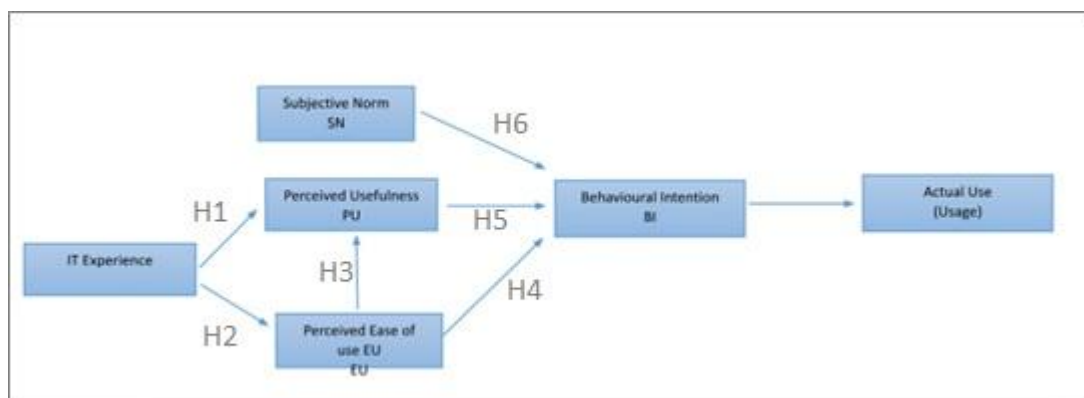 Subjective Norm
SN
H6
Perceived Usefulness
PU
H1
H5
Behavioural Intention
BI
Actual Use
(Usage)
IT Experience
H3
H4
H2
Perceived Ease of
use EU
EU